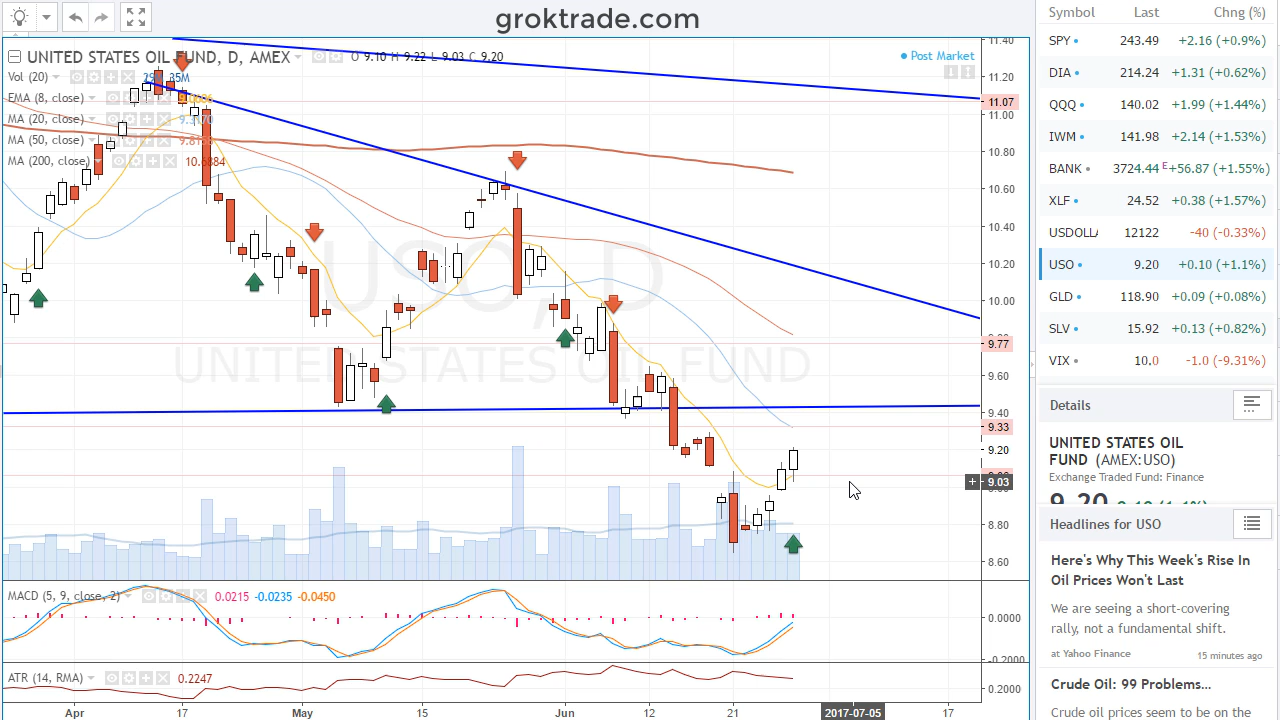 groktrade.com
UNITED STATES OIL FUND, D, AMEX
O 9.10 H 9.22 L 9.03 C 9.20
Post Market
Vol (20)
35M
EMA (8, close)
MA (20, close)
MA (50, close)
MA (200, close)
USO, D
UNITED STATES OIL FUND
11.40
11.20
11.07
11.00
10.80
10.60
10.40
10.20
10.00
9.77
9.60
9.40
9.33
9.20
9.03
8.80
8.60
MACD (5, 9, close, 2) 0.0215 -0.0235 -0.0450
0.0000
-0.2000
ATR (14, RMA) 0.2247
0.2000
Apr 17 May 15 Jun 12 21 2017-07-05 17
Symbol Last Chng (%)
SPY 243.49 +2.16 (+0.9%)
DIA 214.24 +1.31 (+0.62%)
QQQ 140.02 +1.99 (+1.44%)
IWM 141.98 +2.14 (+1.53%)
BANK 3724.44 E +56.87 (+1.55%)
XLF 24.52 +0.38 (+1.57%)
USDOLLA 12122 -40 (-0.33%)
USO 9.20 +0.10 (+1.1%)
GLD 118.90 +0.09 (+0.08%)
SLV 15.92 +0.13 (+0.82%)
VIX 10.0 -1.0 (-9.31%)
Details
UNITED STATES OIL
FUND (AMEX:USO)
Exchange Traded Fund: Finance
9.20
Headlines for USO
Here's Why This Week's Rise In
Oil Prices Won't Last
We are seeing a short-covering
rally, not a fundamental shift.
at Yahoo Finance 15 minutes ago
Crude Oil: 99 Problems...
Crude oil prices seem to be on the